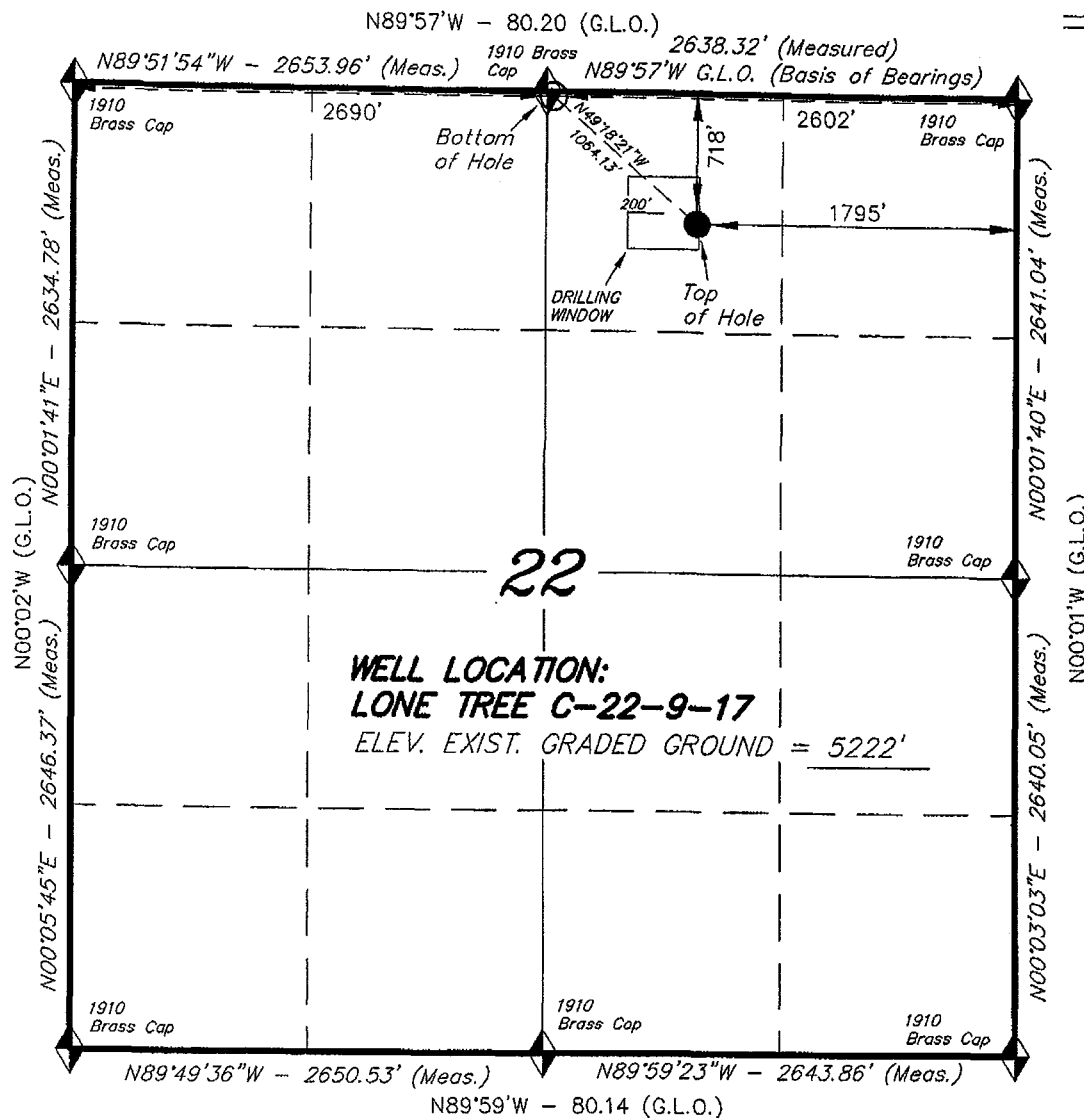 N89°57'W - 80.20 (G.L.O.)
N89°51'54"W - 2653.96' (Meas.)
1910 Brass
Cap
2638.32' (Measured)
N89°57'W G.L.O. (Basis of Bearings)
1910
Brass Cap
2690'
Bottom
of Hole
N49°18'21"W
1064.13'
718'
2602'
1910
Brass Cap
200'
1795'
DRILLING
WINDOW
Top
of Hole
N00°01'41"E - 2634.78' (Meas.)
N00°01'40"E - 2641.04' (Meas.)
N00°02'W (G.L.O.)
N00°01'W (G.L.O.)
1910
Brass Cap
1910
Brass Cap
22
WELL LOCATION:
LONE TREE C-22-9-17
ELEV. EXIST. GRADED GROUND = 5222'
N00°05'45"E - 2646.37' (Meas.)
N00°03'03"E - 2640.05' (Meas.)
1910
Brass Cap
1910
Brass Cap
1910
Brass Cap
N89°49'36"W - 2650.53' (Meas.)
N89°59'23"W - 2643.86' (Meas.)
N89°59'W - 80.14 (G.L.O.)